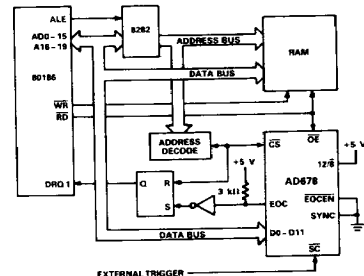 ALE
8282
AD0-15
A16-19
ADDRESS BUS
RAM
80186
DATA BUS
WR
RD
ADDRESS DECODE
CS
OE
+5 V
12/8
+5 V
AD678
DRQ 1
Q
R
S
3 kΩ
EOC
EOCEN
SYNC
DATA BUS
D0-D11
SC
EXTERNAL TRIGGER